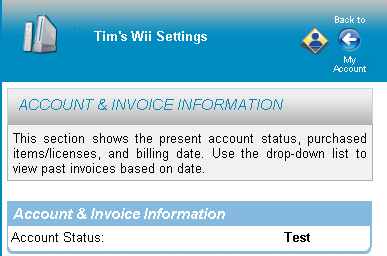 Back to
Tim's Wii Settings
My
Account
ACCOUNT & INVOICE INFORMATION
This section shows the present account status, purchased
items/licenses, and billing date. Use the drop-down list to
view past invoices based on date.
Account & Invoice Information
Account Status: Test